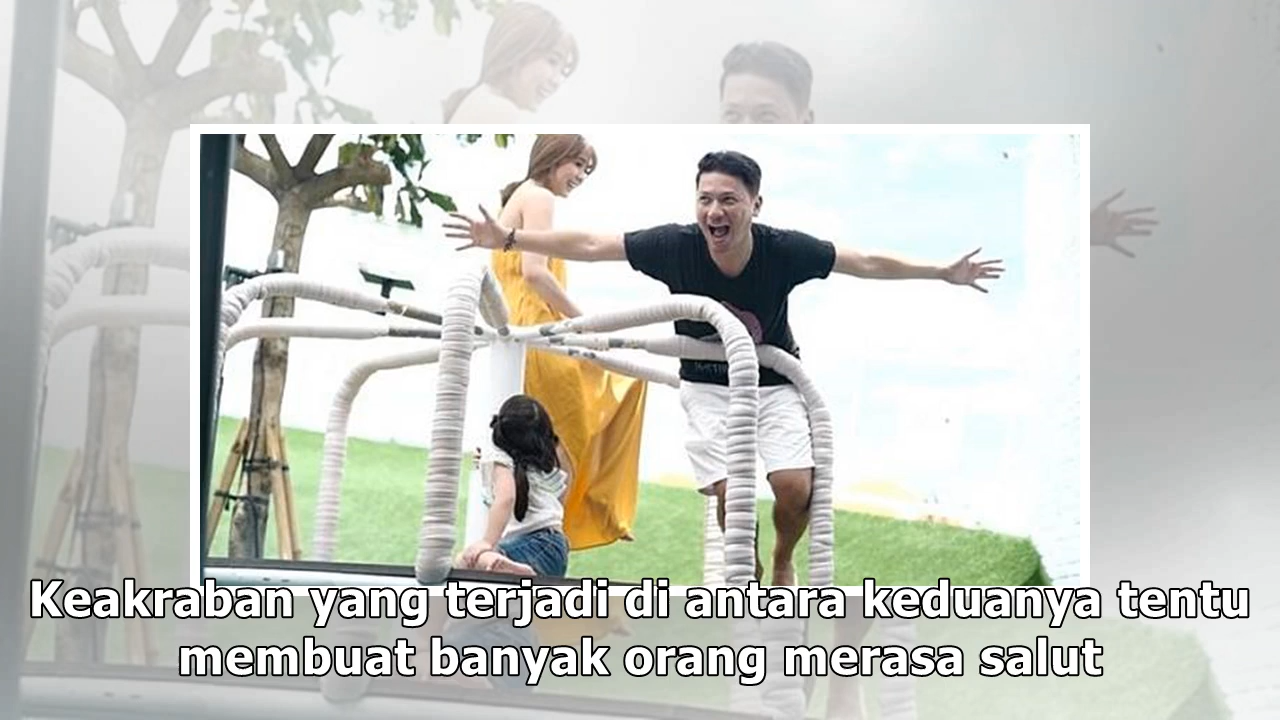 Keakraban yang terjadi di antara keduanya tentu
membuat banyak orang merasa salut